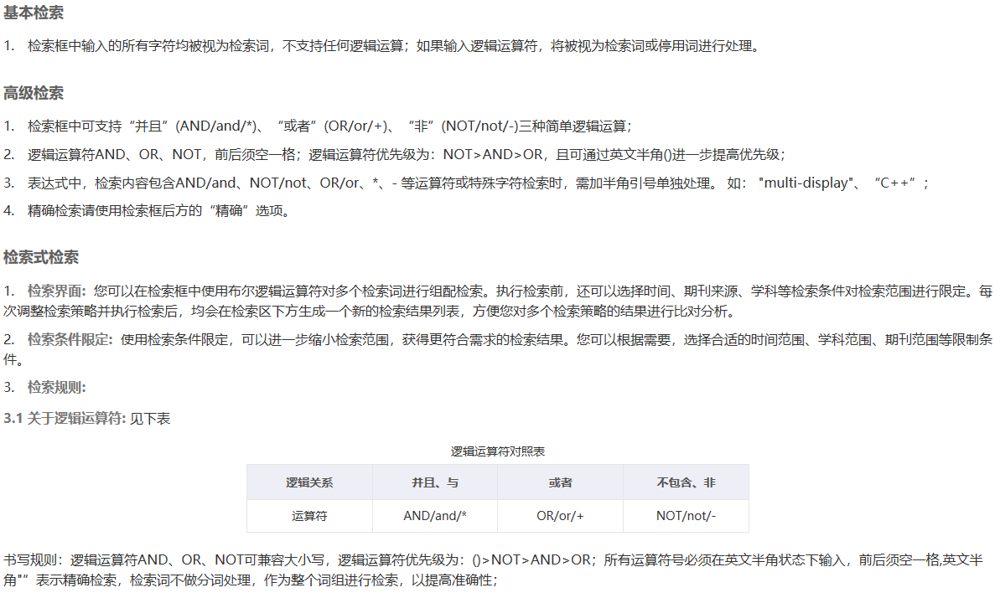 基本检索
1. 检索框中输入的所有字符均被视为检索词，不支持任何逻辑运算；如果输入逻辑运算符，将被视为检索词或停用词进行处理。
高级检索
1. 检索框中可支持“并且”(AND/and/*)、“或者”(OR/or/+)、“非”(NOT/not/-)三种简单逻辑运算；
2. 逻辑运算符AND、OR、NOT，前后须空一格；逻辑运算符优先级为：NOT>AND>OR，且可通过英文半角()进一步提高优先级；
3. 表达式中，检索内容包含AND/and、NOT/not、OR/or、*、- 等运算符或特殊字符检索时，需加半角引号单独处理。 如： "multi-display"、“C++”；
4. 精确检索请使用检索框后方的“精确”选项。
检索式检索
1. 检索界面: 您可以在检索框中使用布尔逻辑运算符对多个检索词进行组配检索。执行检索前，还可以选择时间、期刊来源、学科等检索条件对检索范围进行限定。每
次调整检索策略并执行检索后，均会在检索区下方生成一个新的检索结果列表，方便您对多个检索策略的结果进行比对分析。
2. 检索条件限定: 使用检索条件限定，可以进一步缩小检索范围，获得更符合需求的检索结果。您可以根据需要，选择合适的时间范围、学科范围、期刊范围等限制条
件。
3. 检索规则:
3.1 关于逻辑运算符: 见下表
逻辑运算符对照表
逻辑关系 并且、与 或者 不包含、非
运算符 AND/and/* OR/or/+ NOT/not/-
书写规则：逻辑运算符AND、OR、NOT可兼容大小写，逻辑运算符优先级为：()>NOT>AND>OR；所有运算符号必须在英文半角状态下输入，前后须空一格,英文半
角"”表示精确检索，检索词不做分词处理，作为整个词组进行检索，以提高准确性；